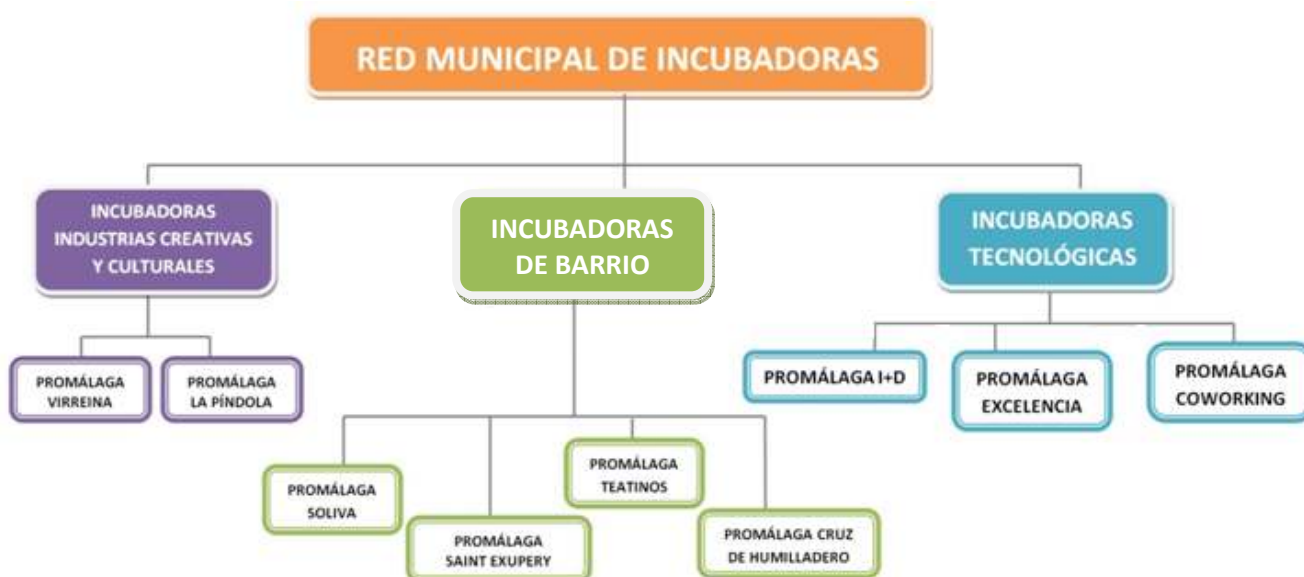 RED MUNICIPAL DE INCUBADORAS
INCUBADORAS
INDUSTRIAS CREATIVAS
Y CULTURALES
INCUBADORAS
DE BARRIO
INCUBADORAS
TECNOLÓGICAS
PROMÁLAGA
VIRREINA
PROMÁLAGA
LA PÍNDOLA
PROMÁLAGA I+D
PROMÁLAGA
EXCELENCIA
PROMÁLAGA
COWORKING
PROMÁLAGA
SOLIVA
PROMÁLAGA
SAINT EXUPERY
PROMÁLAGA
TEATINOS
PROMÁLAGA CRUZ
DE HUMILLADERO